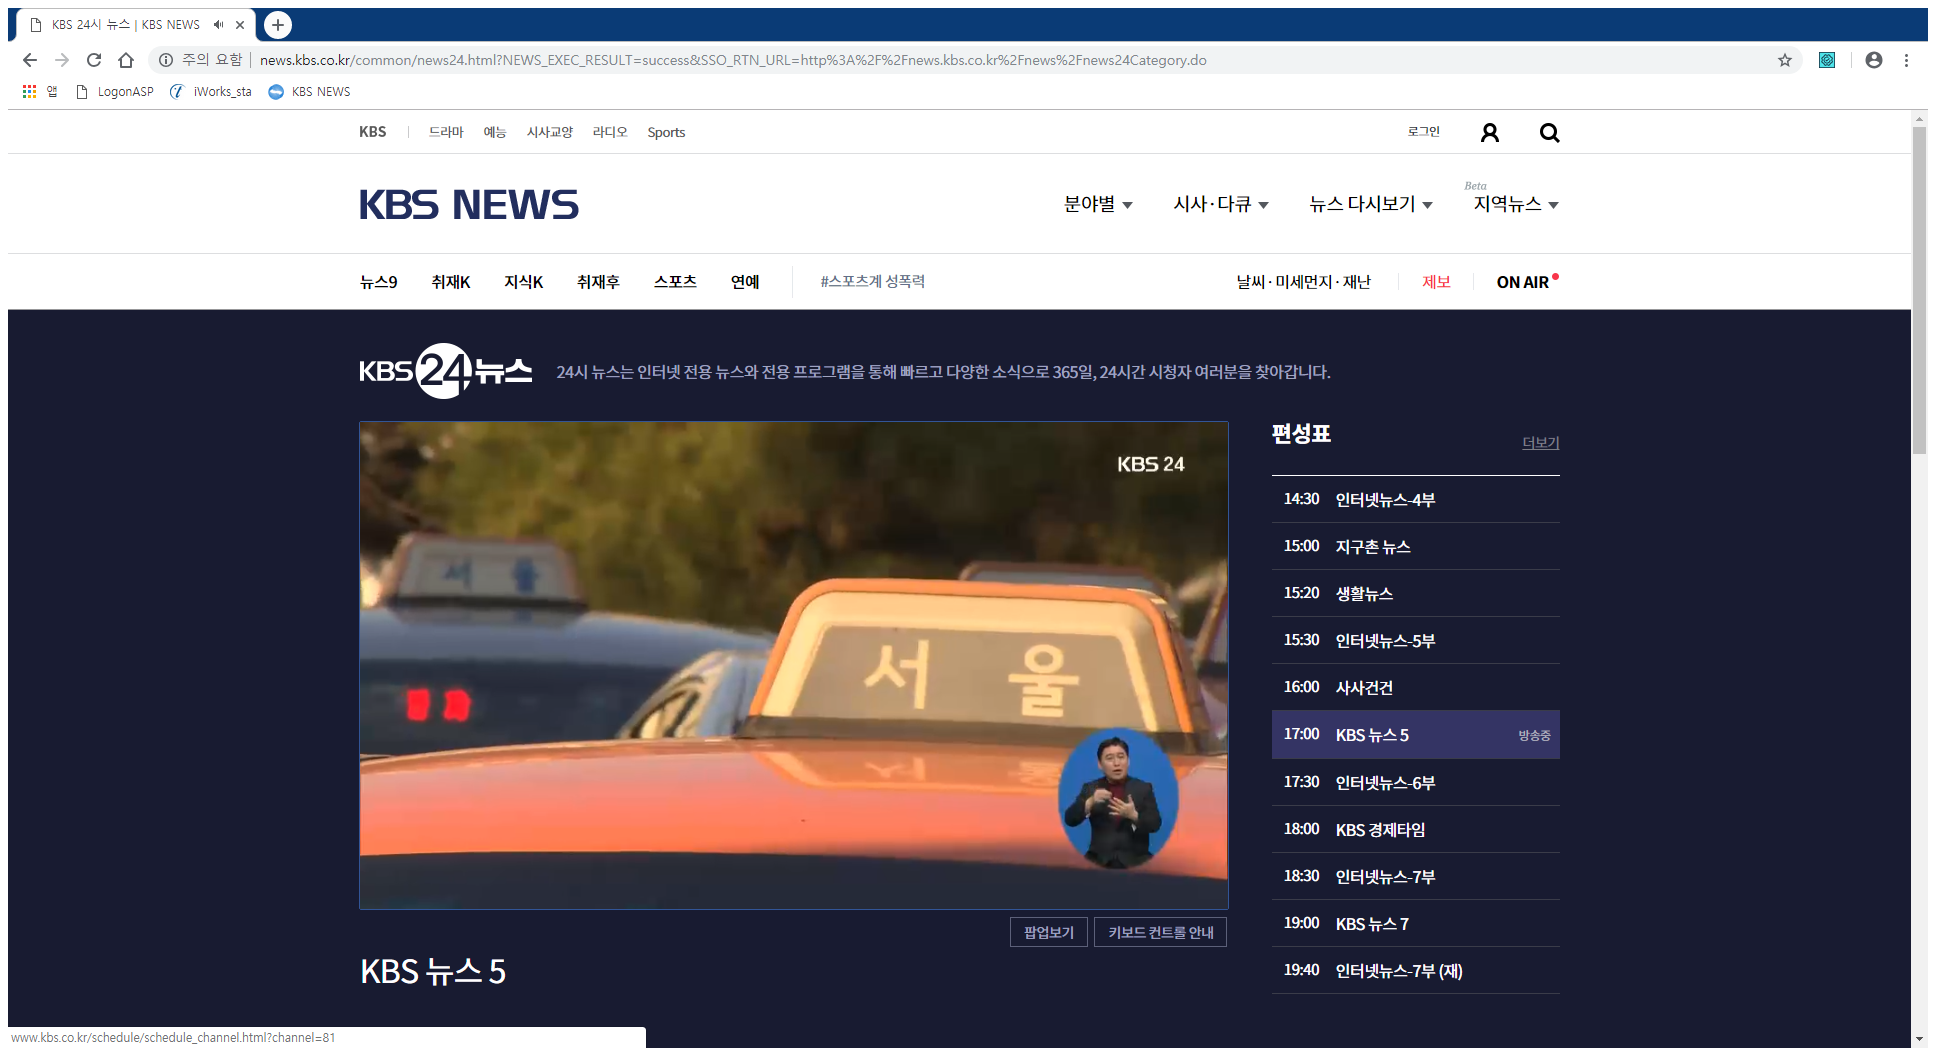 KBS 24시 뉴스 | KBS NEWS
주의 요함 | news.kbs.co.kr/common/news24.html?NEWS_EXEC_RESULT=success&SSO_RTN_URL=http%3A%2F%2Fnews.kbs.co.kr%2Fnews%2Fnews24Category.do
앱 LogonASP iWorks_sta KBS NEWS
KBS 드라마 예능 시사교양 라디오 Sports 로그인
Beta
KBS NEWS 분야별 시사·다큐 뉴스 다시보기 지역뉴스
뉴스9 취재K 지식K 취재후 스포츠 연예 #스포츠계 성폭력 날씨·미세먼지·재난 제보 ON AIR
KBS 24 뉴스 24시 뉴스는 인터넷 전용 뉴스와 전용 프로그램을 통해 빠르고 다양한 소식으로 365일, 24시간 시청자 여러분을 찾아갑니다.
KBS 24
서 울
서 울
팝업보기 키보드 컨트롤 안내
KBS 뉴스 5
편성표 더보기
14:30 인터넷뉴스-4부
15:00 지구촌 뉴스
15:20 생활뉴스
15:30 인터넷뉴스-5부
16:00 사사건건
17:00 KBS 뉴스 5 방송중
17:30 인터넷뉴스-6부
18:00 KBS 경제타임
18:30 인터넷뉴스-7부
19:00 KBS 뉴스 7
19:40 인터넷뉴스-7부 (재)
www.kbs.co.kr/schedule/schedule_channel.html?channel=81